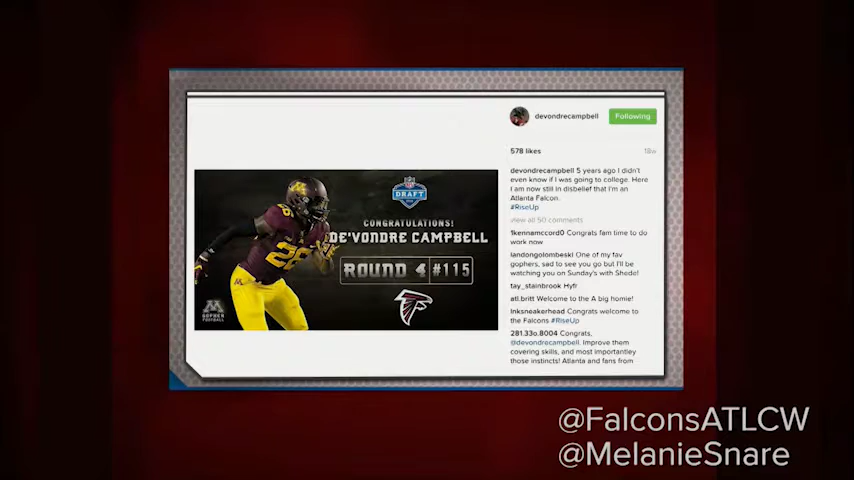 devondrecampbell
Following
578 likes
18w
devondrecampbell 5 years ago I didn't
even know if I was going to college. Here
I am now still in disbelief that I'm an
Atlanta Falcon.
#RiseUp
view all 50 comments
1kennamccord0 Congrats fam time to do
work now
landongolombeski One of my fav
gophers, sad to see you go but I'll be
watching you on Sunday's with Shede!
tay_stainbrook Hyfr
atl.britt Welcome to the A big homie!
lnksneakerhead Congrats welcome to
the Falcons #RiseUp
281.33o.8004 Congrats,
@devondrecampbell. Improve them
covering skills, and most importantley
those instincts! Atlanta and fans from
NFL
DRAFT
CONGRATULATIONS!
DE'VONDRE CAMPBELL
ROUND 4 #115
26
M
GOPHER
FOOTBALL
@FalconsATLCW
@MelanieSnare